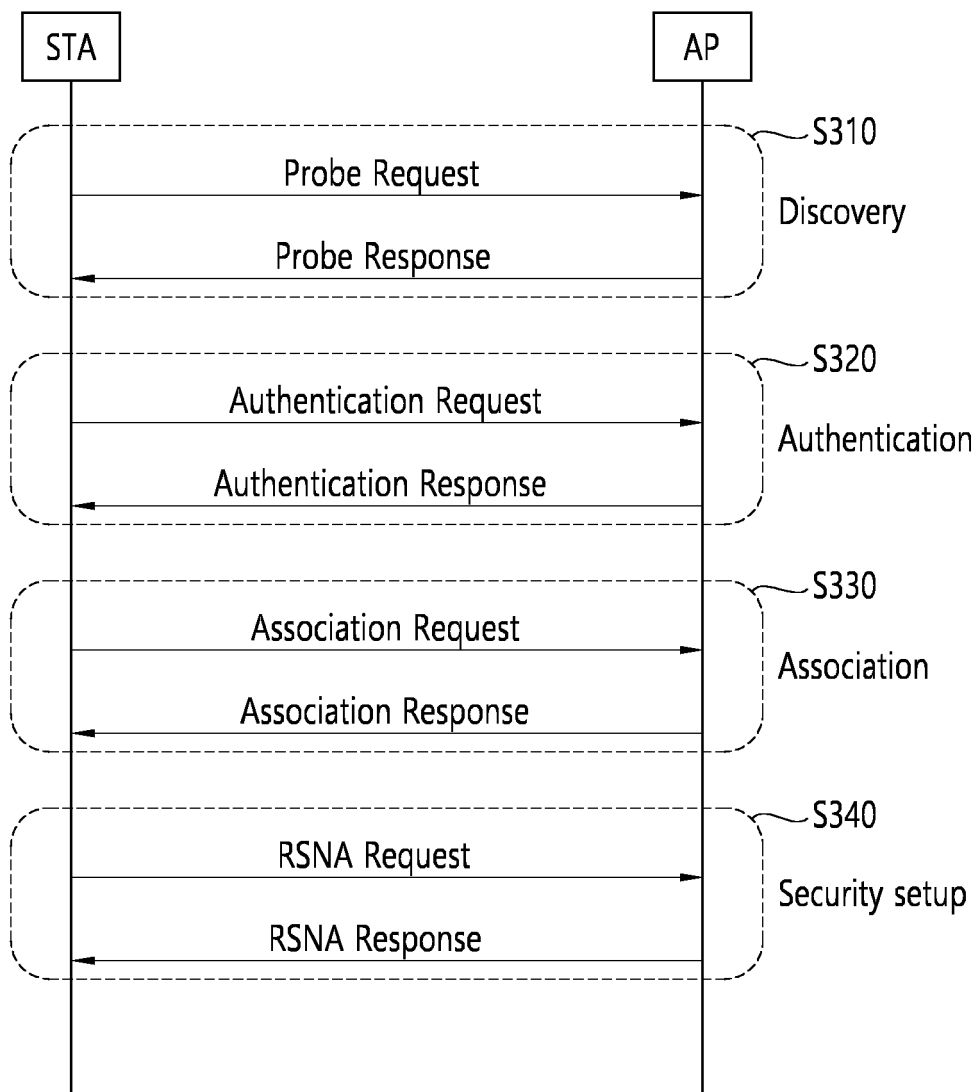 STA
AP
S310
Probe Request
Discovery
Probe Response
S320
Authentication Request
Authentication
Authentication Response
S330
Association Request
Association
Association Response
S340
RSNA Request
Security setup
RSNA Response